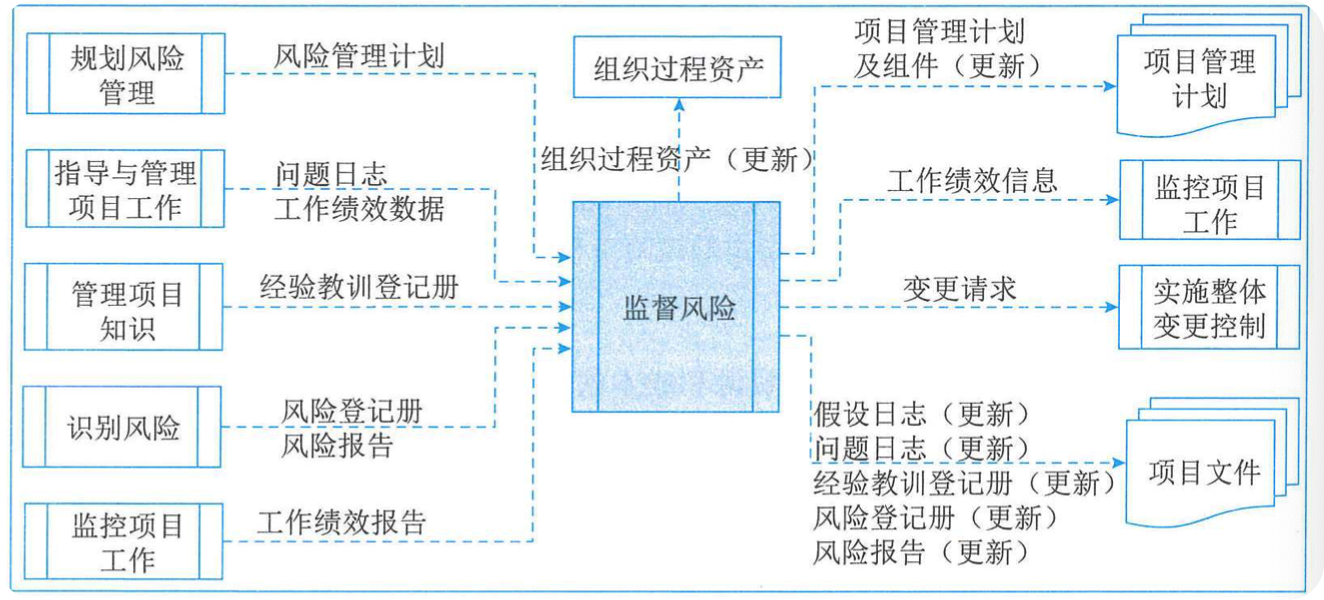 规划风险
管理
风险管理计划
指导与管理
项目工作
问题日志
工作绩效数据
管理项目
知识
经验教训登记册
识别风险
风险登记册
风险报告
监控项目
工作
工作绩效报告
组织过程资产
组织过程资产（更新）
监督风险
项目管理计划
及组件（更新）
项目管理
计划
工作绩效信息
监控项目
工作
变更请求
实施整体
变更控制
假设日志（更新）
问题日志（更新）
经验教训登记册（更新）
风险登记册（更新）
风险报告（更新）
项目文件